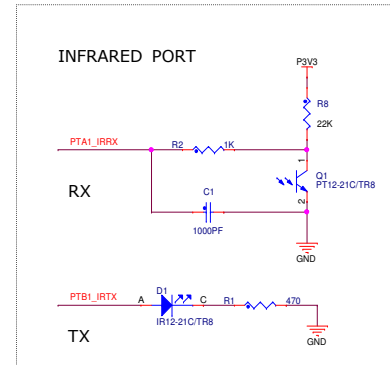 INFRARED PORT
P3V3
R8
22K
PTA1_IRRX
R2
1K
RX
1
Q1
PT12-21C/TR8
2
C1
1000PF
GND
PTB1_IRTX
A
D1
C
R1
470
IR12-21C/TR8
TX
GND